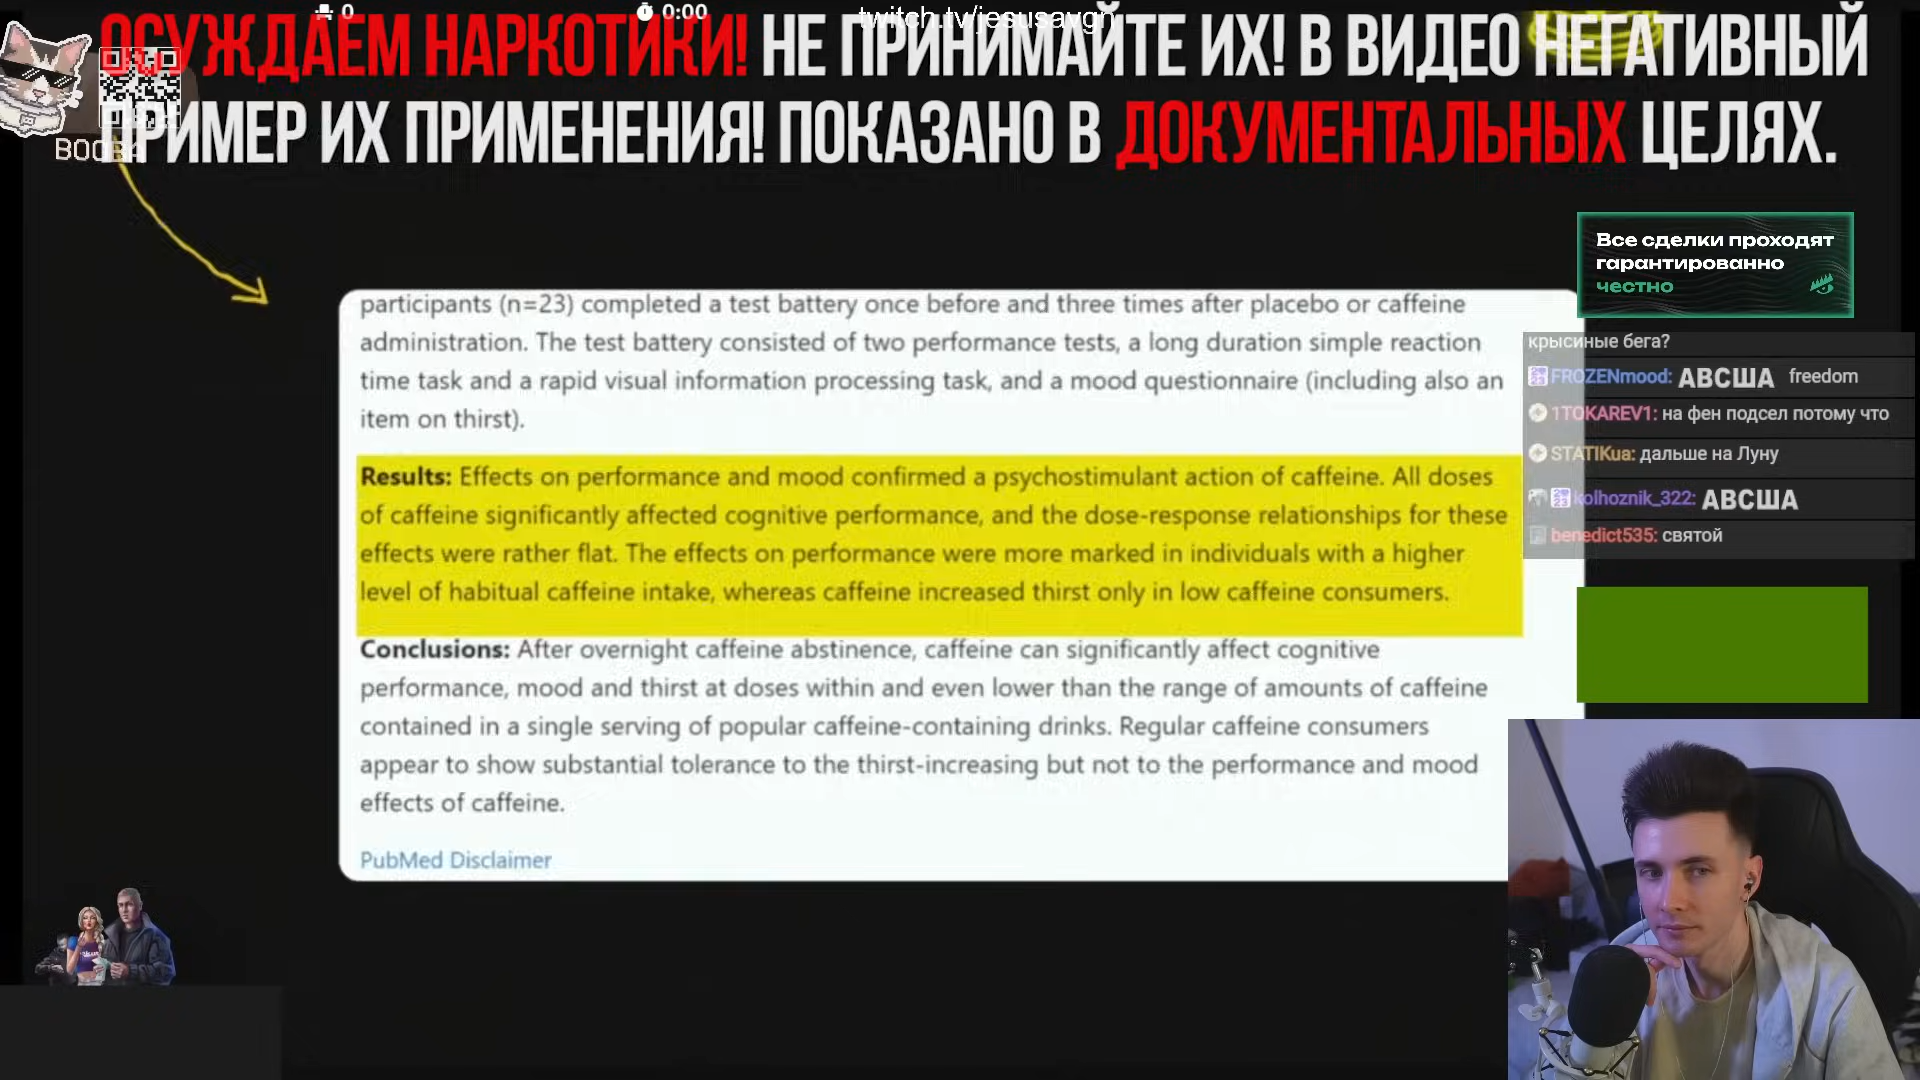 0
0:00
twitch.tv/jesusavgn
ОСУЖДАЕМ НАРКОТИКИ! НЕ ПРИНИМАЙТЕ ИХ! В ВИДЕО НЕГАТИВНЫЙ
ПРИМЕР ИХ ПРИМЕНЕНИЯ! ПОКАЗАНО В ДОКУМЕНТАЛЬНЫХ ЦЕЛЯХ.
participants (n=23) completed a test battery once before and three times after placebo or caffeine
administration. The test battery consisted of two performance tests, a long duration simple reaction
time task and a rapid visual information processing task, and a mood questionnaire (including also an
item on thirst).
Results: Effects on performance and mood confirmed a psychostimulant action of caffeine. All doses
of caffeine significantly affected cognitive performance, and the dose-response relationships for these
effects were rather flat. The effects on performance were more marked in individuals with a higher
level of habitual caffeine intake, whereas caffeine increased thirst only in low caffeine consumers.
Conclusions: After overnight caffeine abstinence, caffeine can significantly affect cognitive
performance, mood and thirst at doses within and even lower than the range of amounts of caffeine
contained in a single serving of popular caffeine-containing drinks. Regular caffeine consumers
appear to show substantial tolerance to the thirst-increasing but not to the performance and mood
effects of caffeine.
PubMed Disclaimer
Все сделки проходят
гарантированно
честно
крысиные бега?
FROZENmood: АВСША freedom
1TOKAREV1: на фен подсел потому что
STATIKua: дальше на Луну
kolhoznik_322: АВСША
benedict535: святой